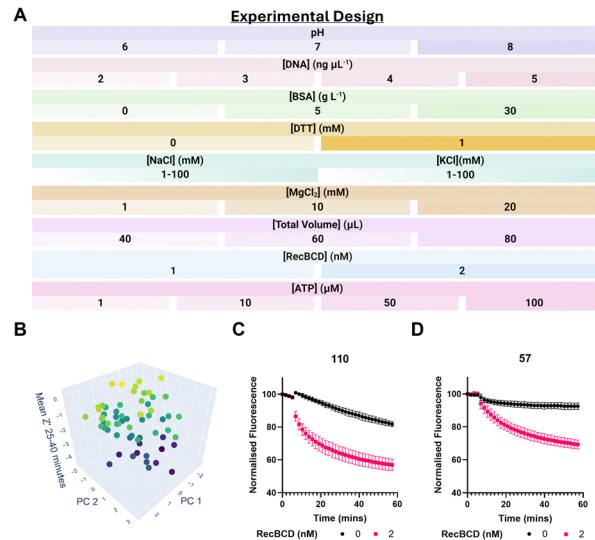 A
Experimental Design
pH
6 7 8
[DNA] (ng µL⁻¹)
2 3 4 5
[BSA] (g L⁻¹)
0 5 30
[DTT] (mM)
0 1
[NaCl] (mM) [KCl](mM)
1-100 1-100
[MgCl₂] (mM)
1 10 20
[Total Volume] (µL)
40 60 80
[RecBCD] (nM)
1 2
[ATP] (µM)
1 10 50 100
B
Mean Z' 25-40 minutes
PC 2
PC 1
C
110
Normalised Fluorescence
100
80
60
40
0 20 40 60
Time (mins)
RecBCD (nM) 0 2
D
57
Normalised Fluorescence
100
80
60
40
0 20 40 60
Time (mins)
RecBCD (nM) 0 2